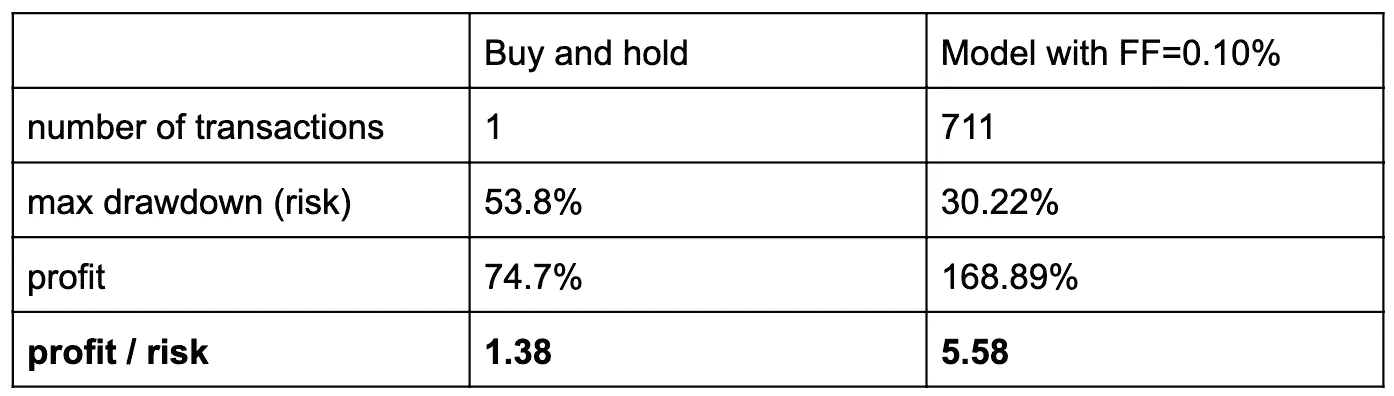 Buy and hold Model with FF=0.10%
number of transactions 1 711
max drawdown (risk) 53.8% 30.22%
profit 74.7% 168.89%
profit / risk 1.38 5.58